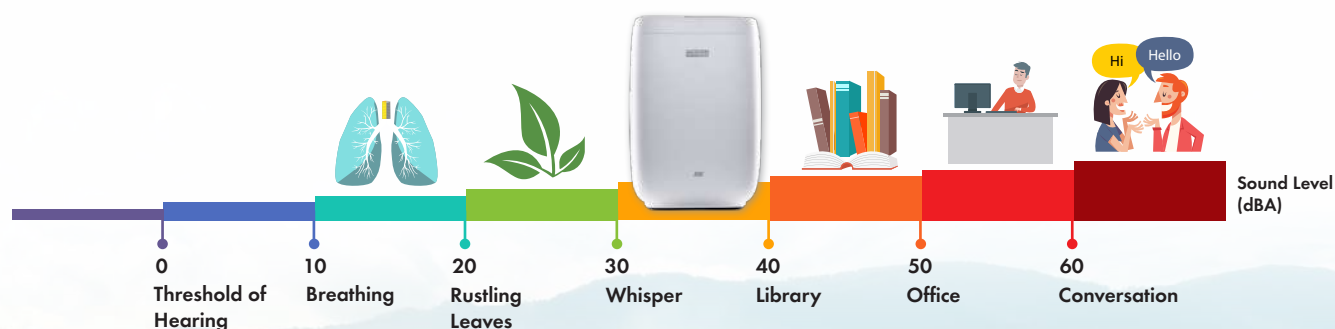 Hi
Hello
Sound Level
(dBA)
0
Threshold of
Hearing
10
Breathing
20
Rustling
Leaves
30
Whisper
40
Library
50
Office
60
Conversation